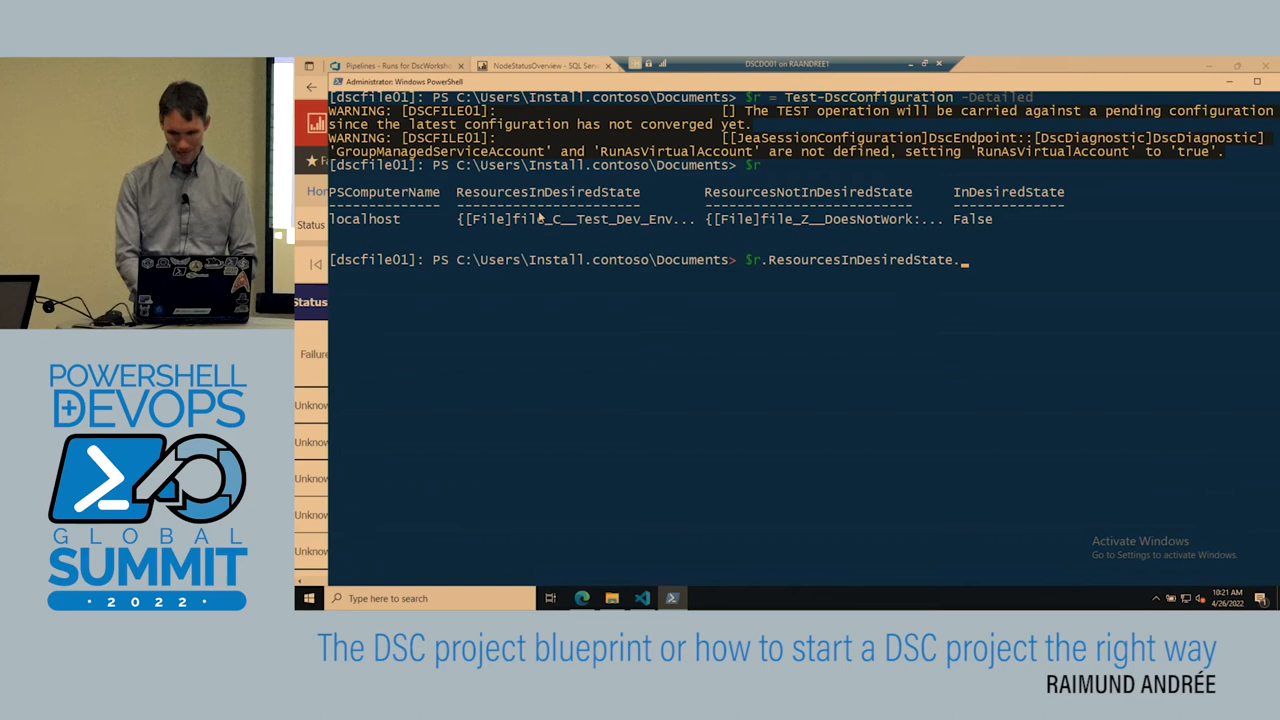 Pipelines - Runs for DscWorksh
NodeStatusOverview - SQL Serv
DSCDO01 on RAANDREE1
Administrator: Windows PowerShell
[dscfile01]: PS C:\Users\Install.contoso\Documents> $r = Test-DscConfiguration -Detailed
WARNING: [DSCFILE01]: [] The TEST operation will be carried against a pending configuration
since the latest configuration has not converged yet.
WARNING: [DSCFILE01]: [[JeaSessionConfiguration]DscEndpoint::[DscDiagnostic]DscDiagnostic]
'GroupManagedServiceAccount' and 'RunAsVirtualAccount' are not defined, setting 'RunAsVirtualAccount' to 'true'.
[dscfile01]: PS C:\Users\Install.contoso\Documents> $r
PSComputerName ResourcesInDesiredState ResourcesNotInDesiredState InDesiredState
-------------- ----------------------- -------------------------- --------------
localhost {[File]file_C__Test_Dev_Env... {[File]file_Z__DoesNotWork:... False
[dscfile01]: PS C:\Users\Install.contoso\Documents> $r.ResourcesInDesiredState._
Hom
Status
Status
Failure
Unknow
Unknow
Unknow
Unknow
Unknow
Activate Windows
Go to Settings to activate Windows.
Type here to search
10:21 AM
4/26/2022
POWERSHELL
DEVOPS
GLOBAL
SUMMIT
· 2022 ·
The DSC project blueprint or how to start a DSC project the right way
RAIMUND ANDRÉE